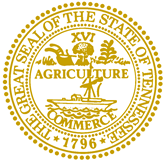 THE GREAT SEAL OF THE STATE OF TENNESSEE
XVI
AGRICULTURE
COMMERCE
1796